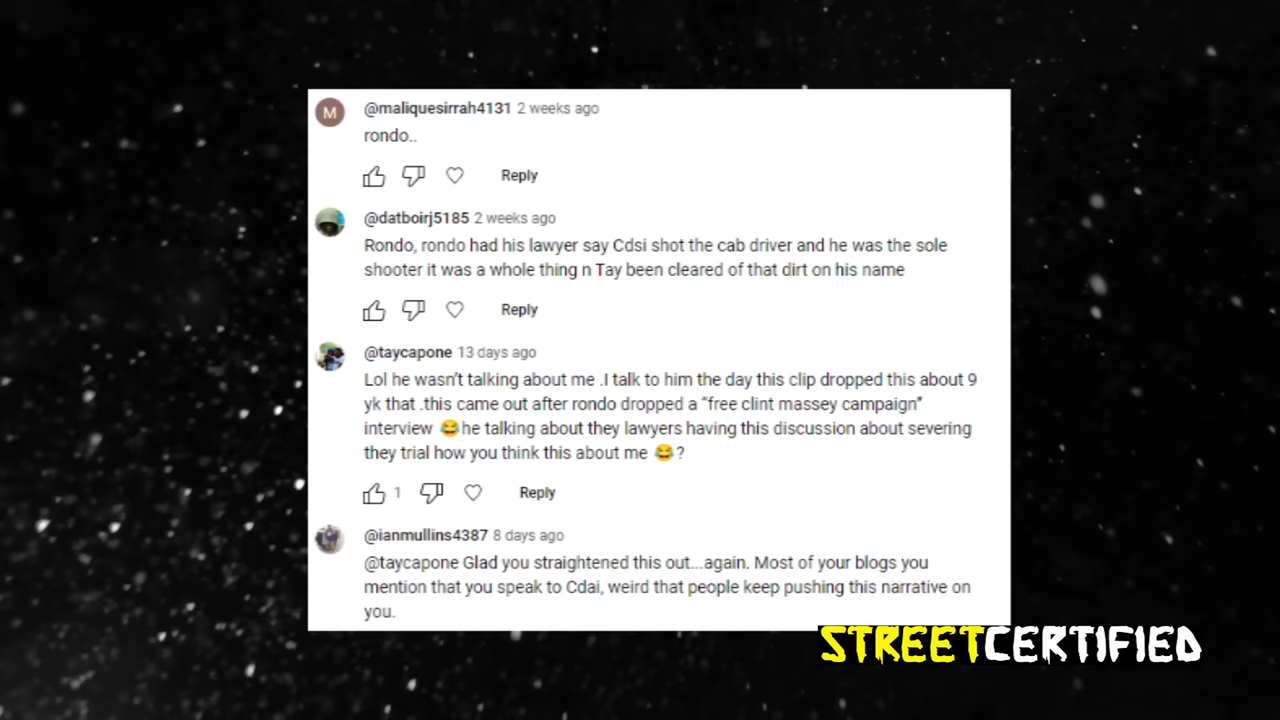 M
@maliquesirrah4131 2 weeks ago
rondo..
Reply
@datboirj5185 2 weeks ago
Rondo, rondo had his lawyer say Cdsi shot the cab driver and he was the sole
shooter it was a whole thing n Tay been cleared of that dirt on his name
Reply
@taycapone 13 days ago
Lol he wasn't talking about me .I talk to him the day this clip dropped this about 9
yk that .this came out after rondo dropped a “free clint massey campaign”
interview 😂he talking about they lawyers having this discussion about severing
they trial how you think this about me 😂?
1 Reply
@ianmullins4387 8 days ago
@taycapone Glad you straightened this out...again. Most of your blogs you
mention that you speak to Cdai, weird that people keep pushing this narrative on
you.
STREETCERTIFIED